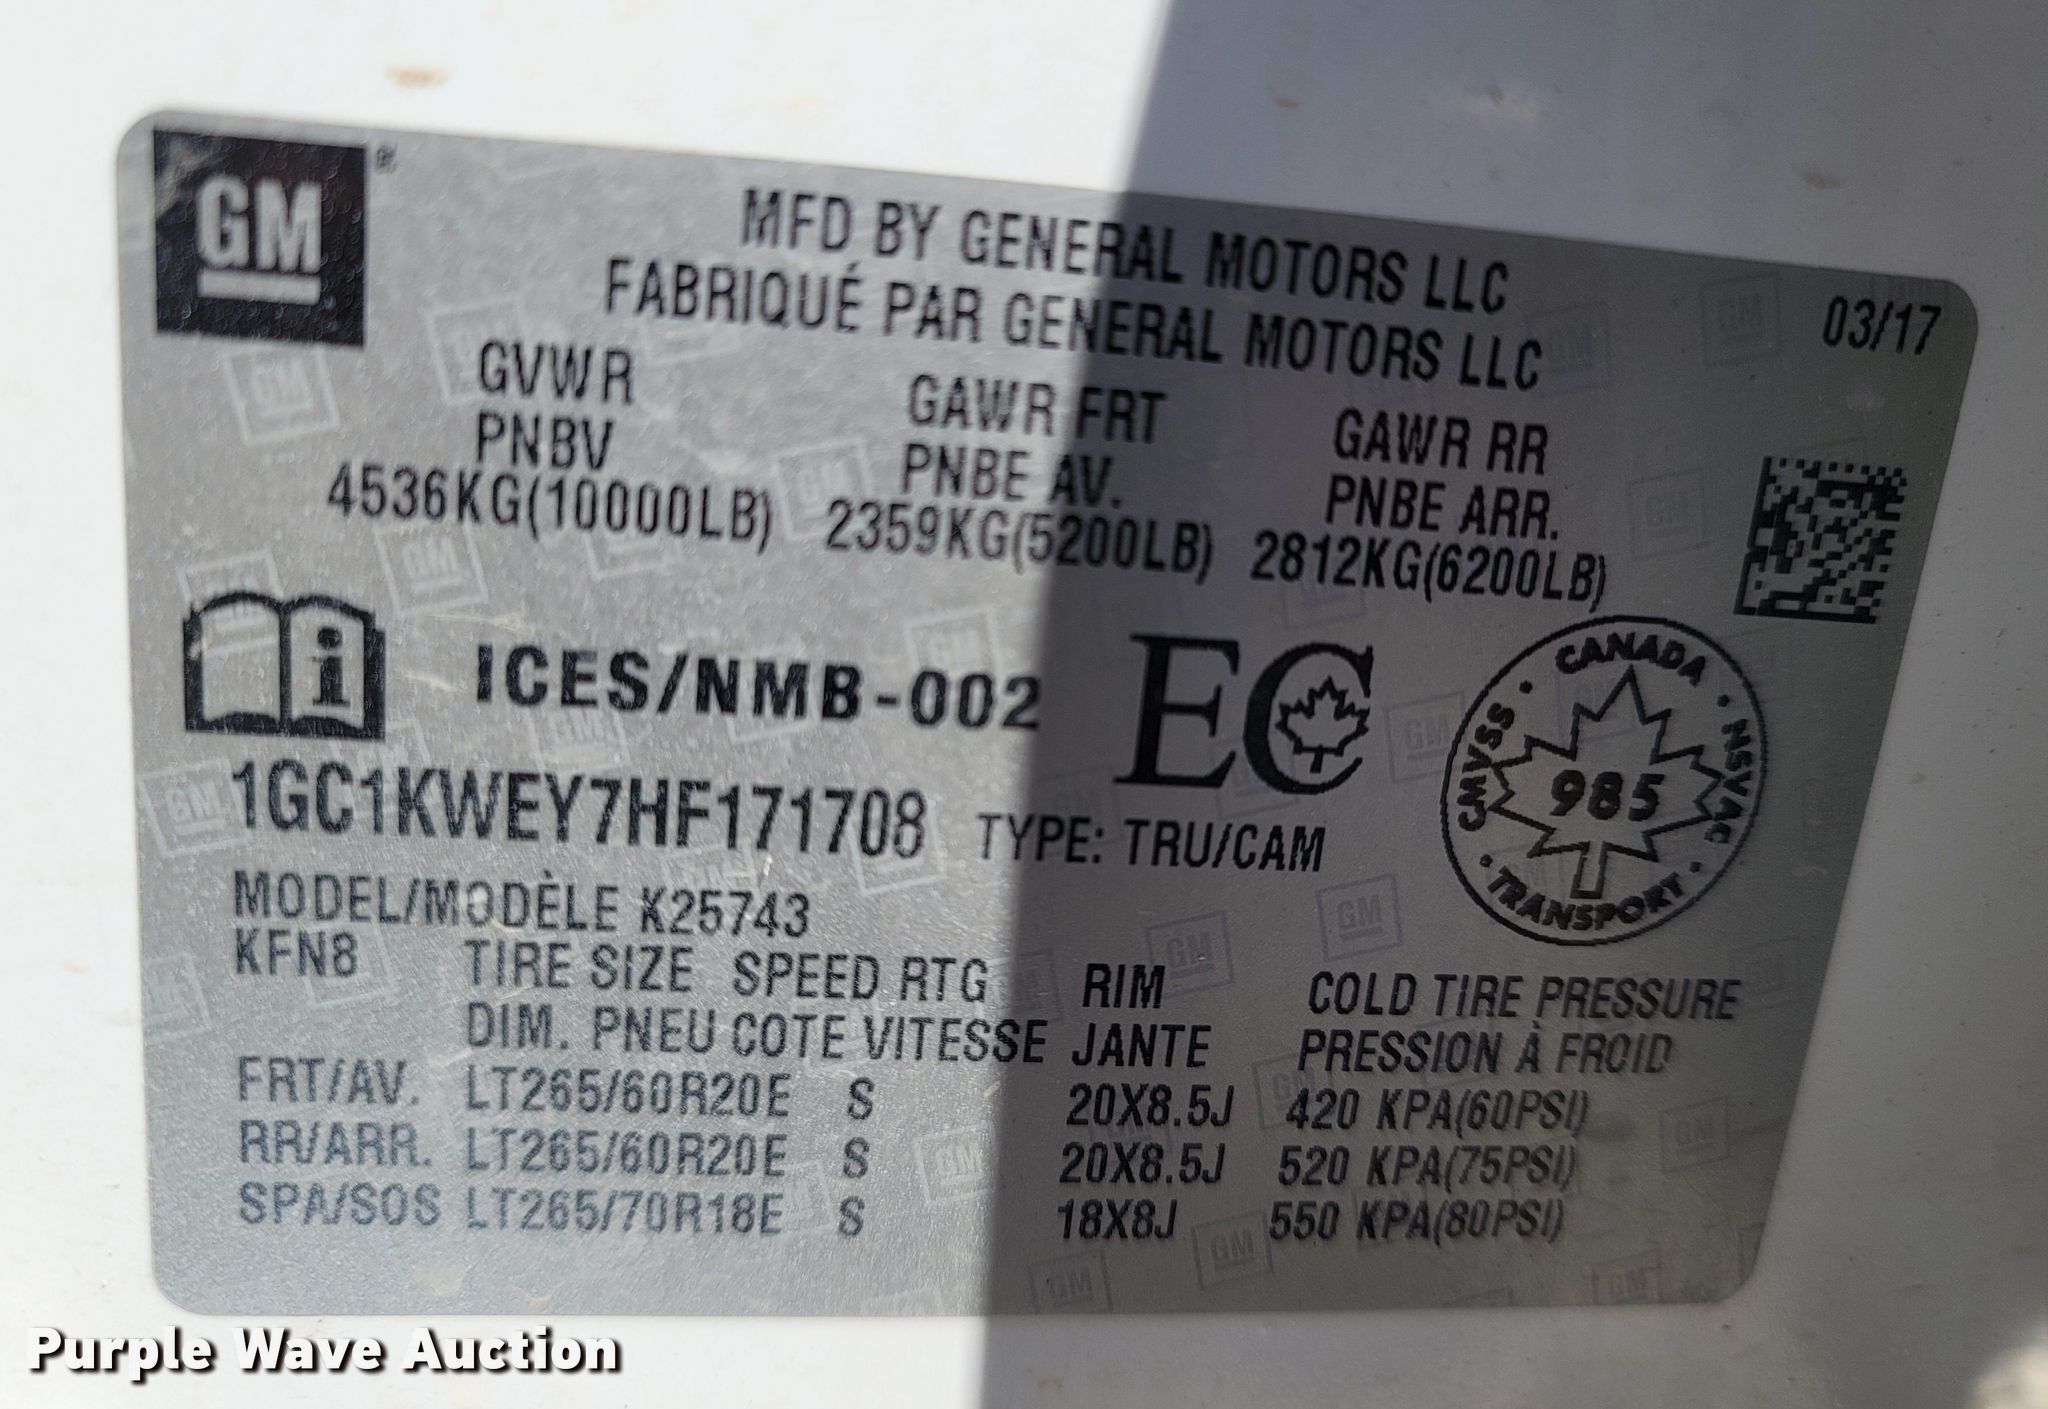 GM ®
MFD BY GENERAL MOTORS LLC
FABRIQUÉ PAR GENERAL MOTORS LLC
03/17
GVWR GAWR FRT GAWR RR
PNBV PNBE AV. PNBE ARR.
4536KG(10000LB) 2359KG(5200LB) 2812KG(6200LB)
i ICES/NMB-002 EC
CANADA · NSVAC · TRANSPORT · CMVSS ·
985
1GC1KWEY7HF171708 TYPE: TRU/CAM
MODEL/MODÈLE K25743
KFN8 TIRE SIZE SPEED RTG RIM COLD TIRE PRESSURE
DIM. PNEU COTE VITESSE JANTE PRESSION À FROID
FRT/AV. LT265/60R20E S 20X8.5J 420 KPA(60PSI)
RR/ARR. LT265/60R20E S 20X8.5J 520 KPA(75PSI)
SPA/SOS LT265/70R18E S 18X8J 550 KPA(80PSI)
Purple Wave Auction